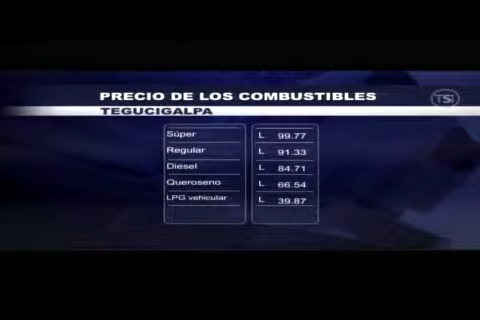 PRECIO DE LOS COMBUSTIBLES
TSi
TEGUCIGALPA
Súper L 99.77
Regular L 91.33
Diesel L 84.71
Queroseno L 66.54
LPG vehicular L 39.87